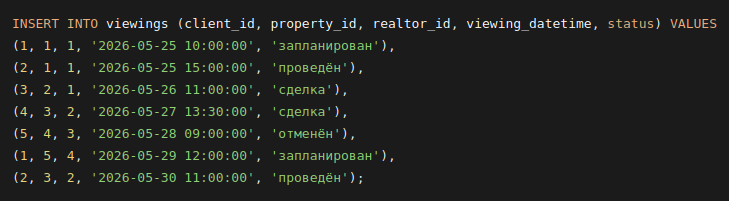 INSERT INTO viewings (client_id, property_id, realtor_id, viewing_datetime, status) VALUES
(1, 1, 1, '2026-05-25 10:00:00', 'запланирован'),
(2, 1, 1, '2026-05-25 15:00:00', 'проведён'),
(3, 2, 1, '2026-05-26 11:00:00', 'сделка'),
(4, 3, 2, '2026-05-27 13:30:00', 'сделка'),
(5, 4, 3, '2026-05-28 09:00:00', 'отменён'),
(1, 5, 4, '2026-05-29 12:00:00', 'запланирован'),
(2, 3, 2, '2026-05-30 11:00:00', 'проведён');